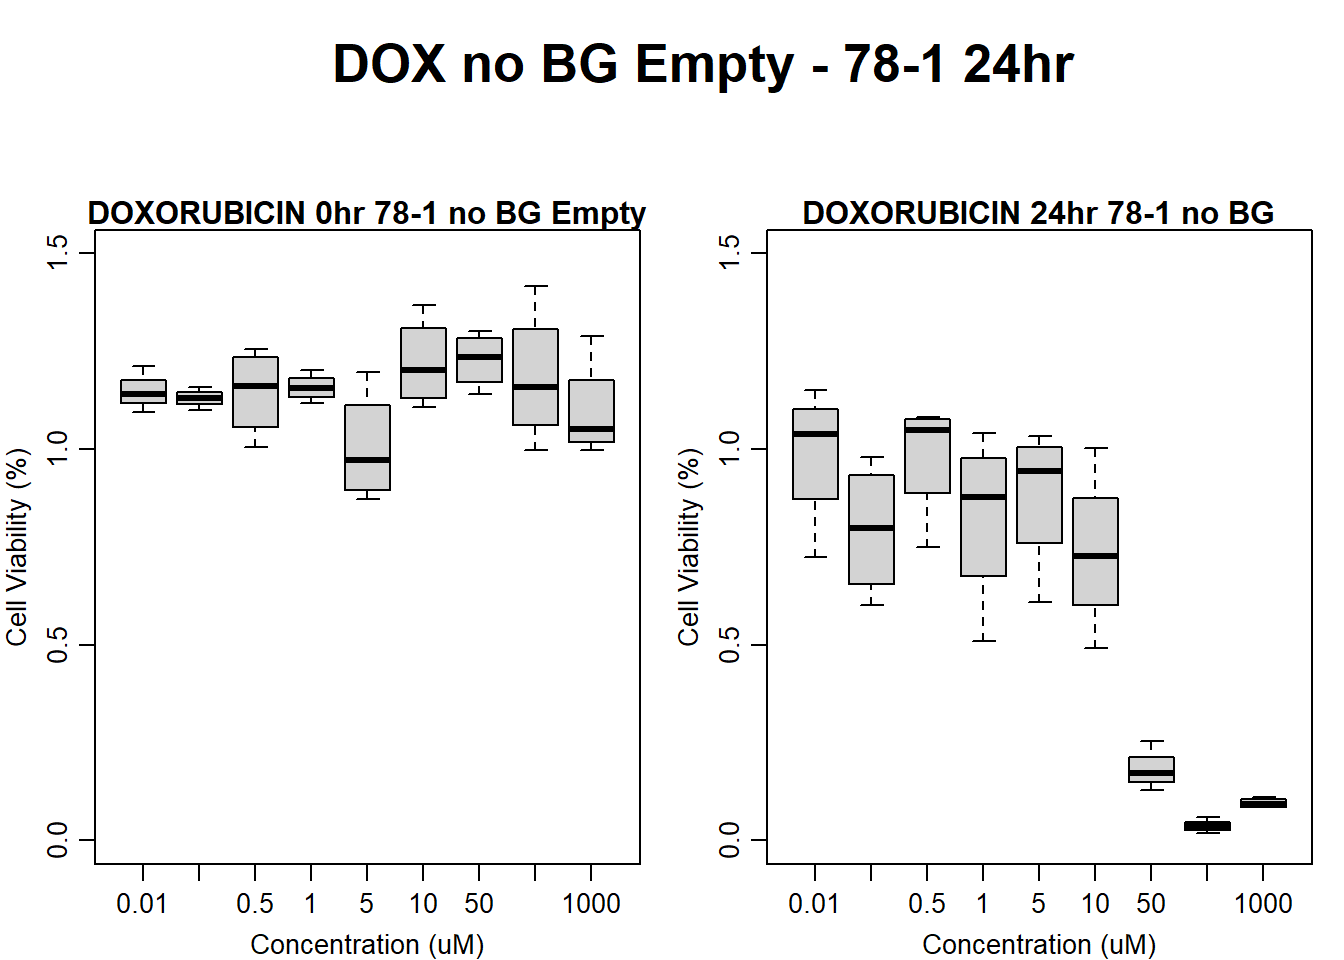 DOX no BG Empty - 78-1 24hr
DOXORUBICIN 0hr 78-1 no BG Empty
Cell Viability (%)
1.5
1.0
0.5
0.0
0.01 0.5 1 5 10 50 1000
Concentration (uM)
DOXORUBICIN 24hr 78-1 no BG
Cell Viability (%)
1.5
1.0
0.5
0.0
0.01 0.5 1 5 10 50 1000
Concentration (uM)